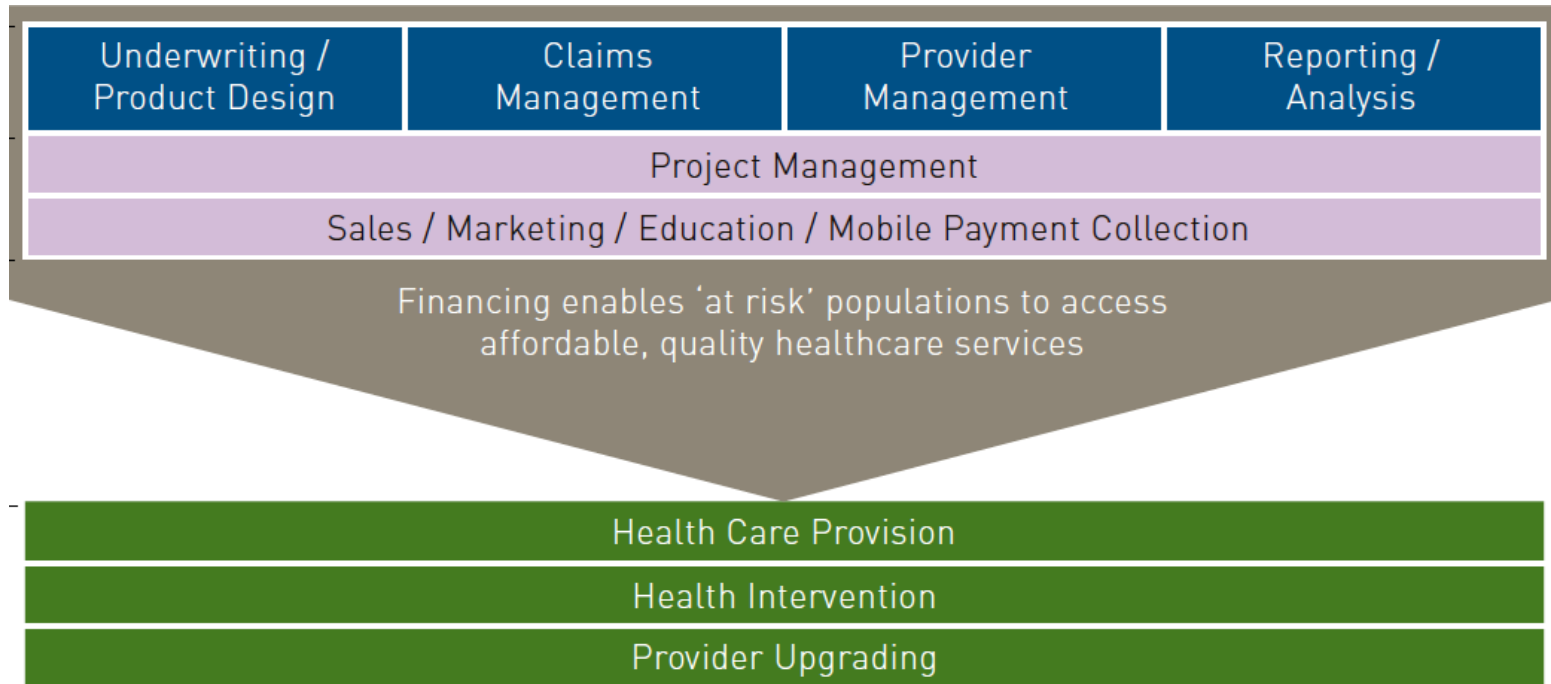 Underwriting /
Product Design
Claims
Management
Provider
Management
Reporting /
Analysis
Project Management
Sales / Marketing / Education / Mobile Payment Collection
Financing enables ‘at risk’ populations to access
affordable, quality healthcare services
Health Care Provision
Health Intervention
Provider Upgrading